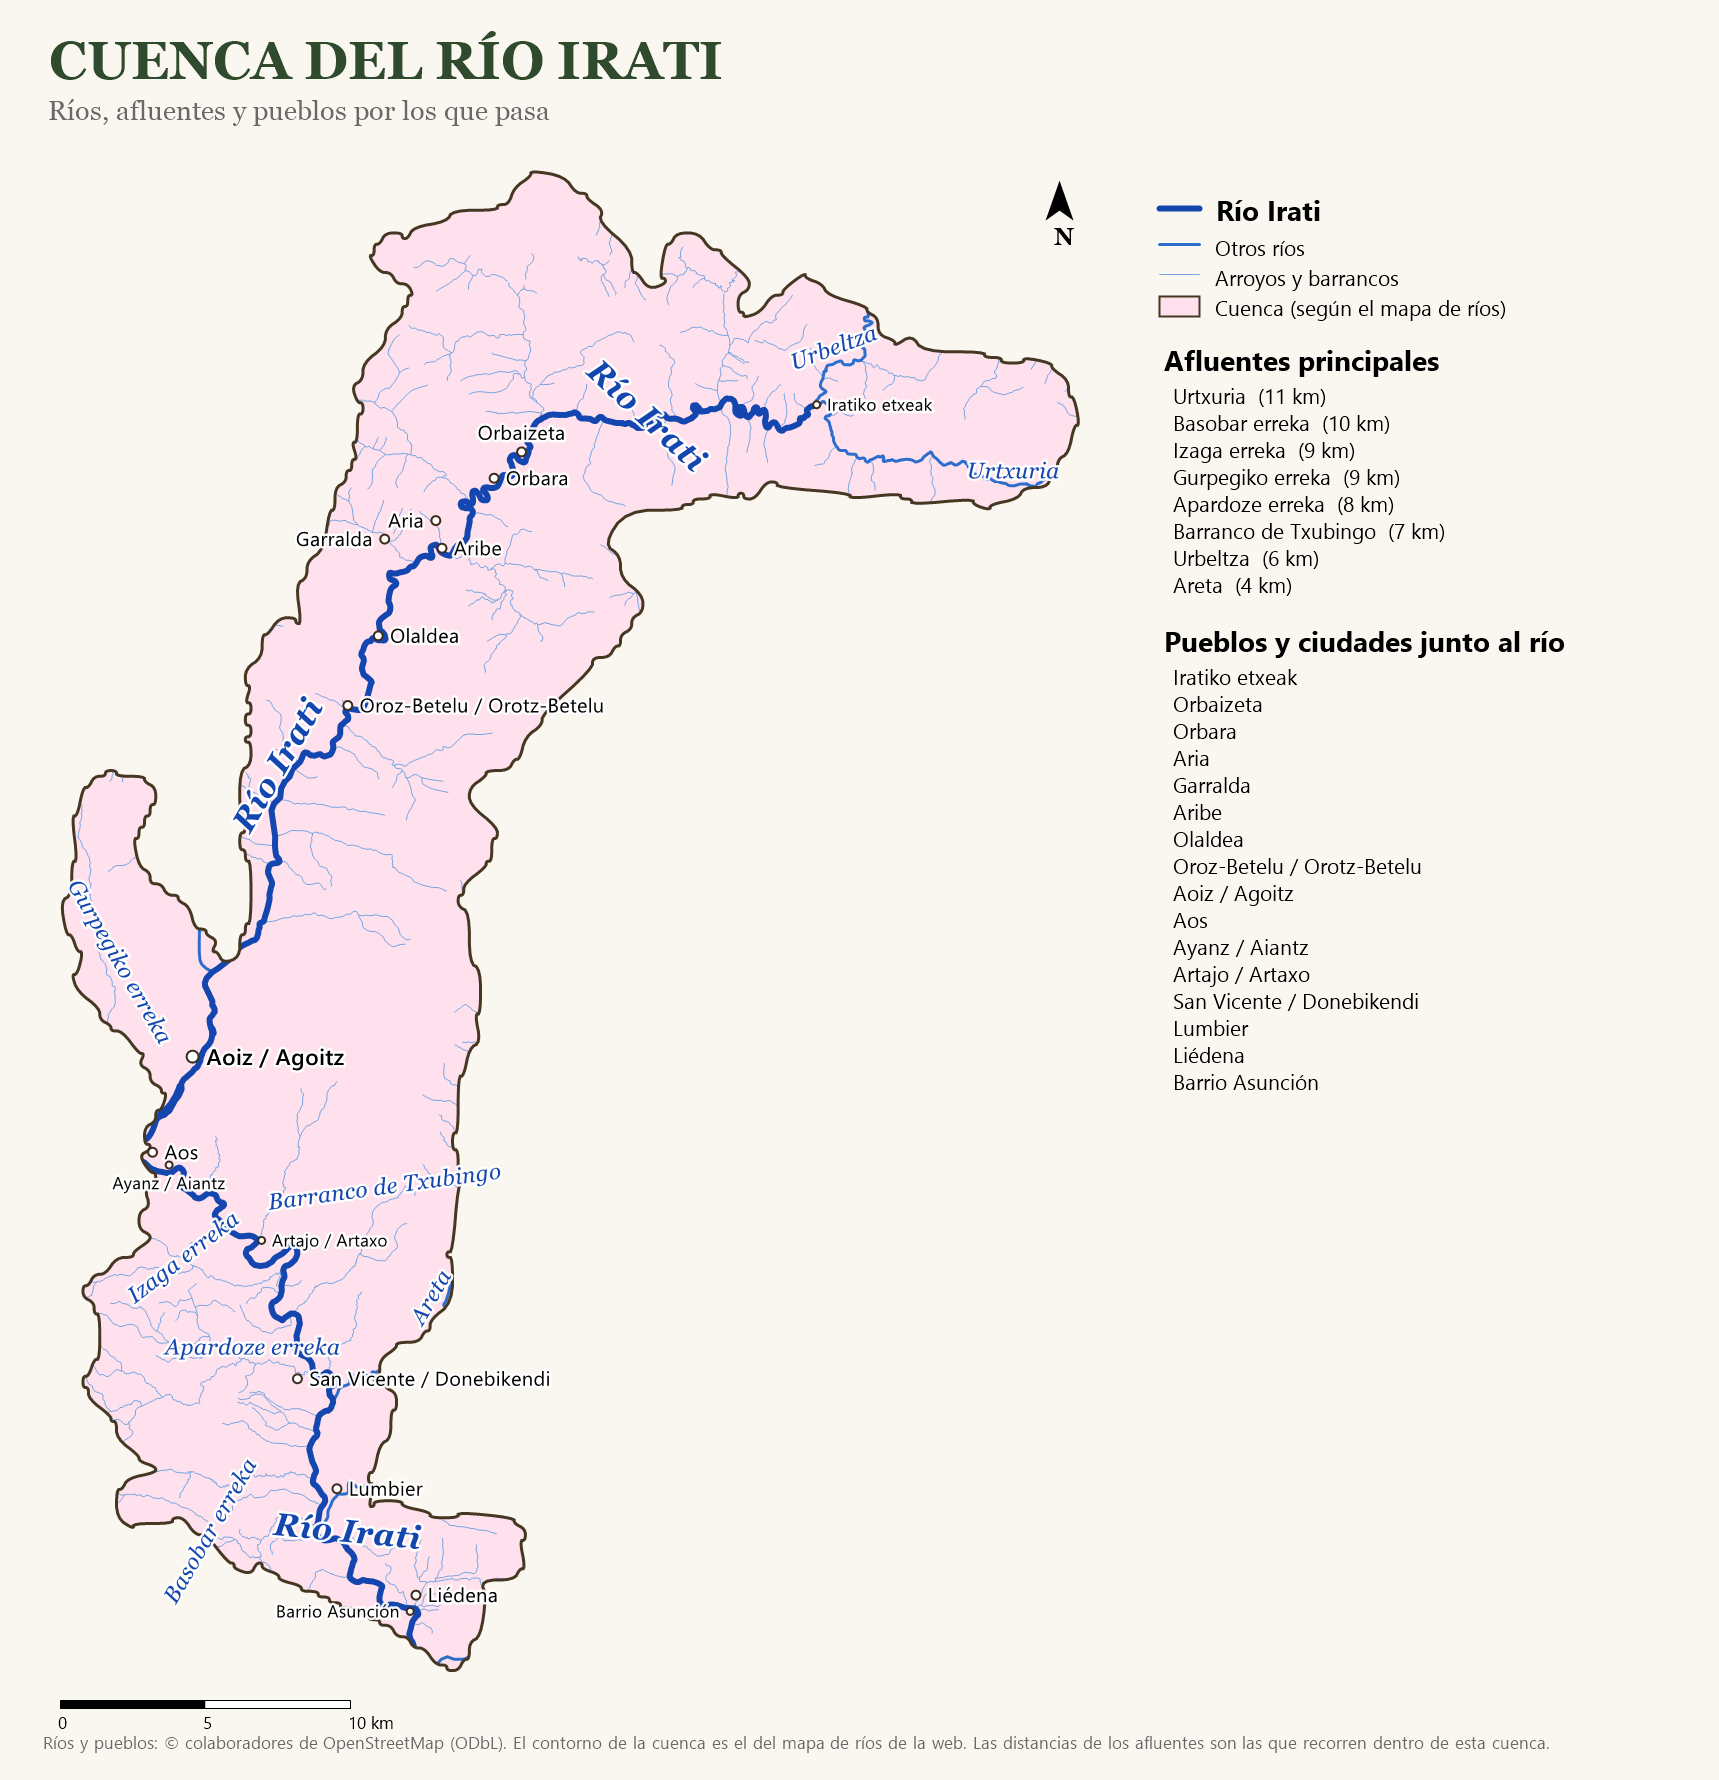 CUENCA DEL RÍO IRATI
Ríos, afluentes y pueblos por los que pasa
N
Río Irati
Otros ríos
Arroyos y barrancos
Cuenca (según el mapa de ríos)
Afluentes principales
Urtxuria (11 km)
Basobar erreka (10 km)
Izaga erreka (9 km)
Gurpegiko erreka (9 km)
Apardoze erreka (8 km)
Barranco de Txubingo (7 km)
Urbeltza (6 km)
Areta (4 km)
Pueblos y ciudades junto al río
Iratiko etxeak
Orbaizeta
Orbara
Aria
Garralda
Aribe
Olaldea
Oroz-Betelu / Orotz-Betelu
Aoiz / Agoitz
Aos
Ayanz / Aiantz
Artajo / Artaxo
San Vicente / Donebikendi
Lumbier
Liédena
Barrio Asunción
Urbeltza
Río Irati
Iratiko etxeak
Orbaizeta
Urtxuria
Orbara
Aria
Garralda
Aribe
Olaldea
Oroz-Betelu / Orotz-Betelu
Río Irati
Gurpegiko erreka
Aoiz / Agoitz
Aos
Ayanz / Aiantz
Barranco de Txubingo
Izaga erreka
Artajo / Artaxo
Areta
Apardoze erreka
San Vicente / Donebikendi
Basobar erreka
Lumbier
Río Irati
Liédena
Barrio Asunción
0 5 10 km
Ríos y pueblos: © colaboradores de OpenStreetMap (ODbL). El contorno de la cuenca es el del mapa de ríos de la web. Las distancias de los afluentes son las que recorren dentro de esta cuenca.